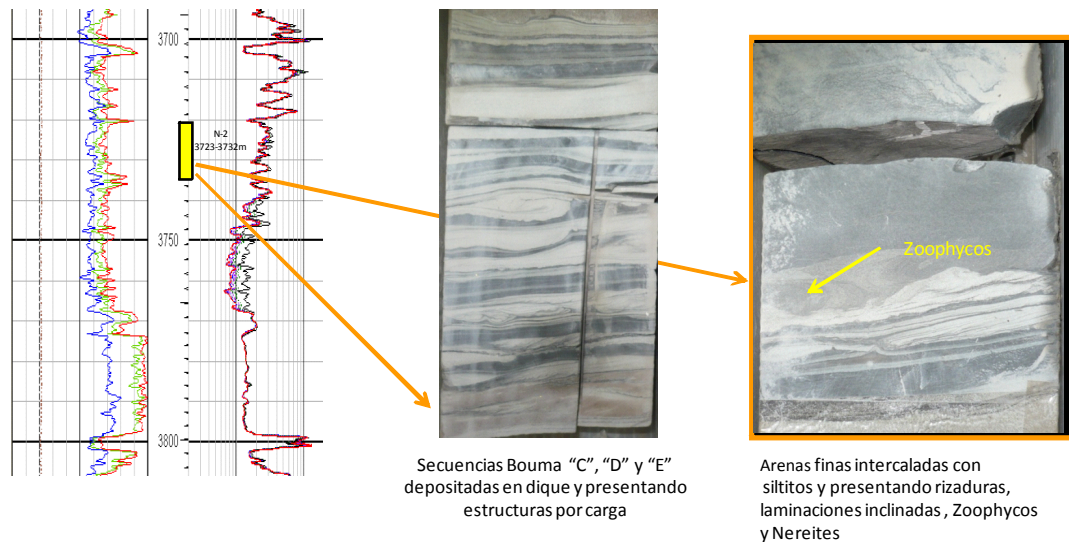 3700
N-2
3723-3732m
3750
3800
Zoophycos
Secuencias Bouma “C”, “D” y “E”
depositadas en dique y presentando
estructuras por carga
Arenas finas intercaladas con
siltitos y presentando rizaduras,
laminaciones inclinadas , Zoophycos
y Nereites